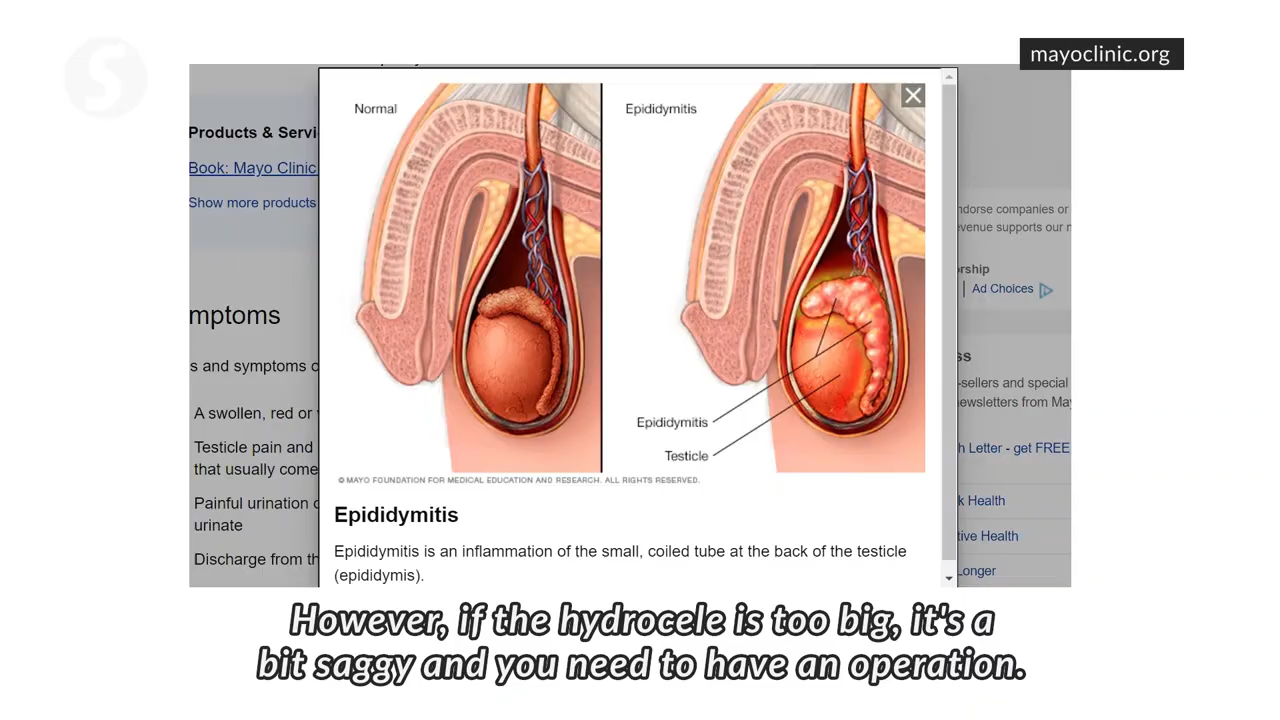 mayoclinic.org
Products & Servi
Book: Mayo Clinic
Show more products
mptoms
s and symptoms o
A swollen, red or
Testicle pain and
that usually come
Painful urination o
urinate
Discharge from th
Normal
Epididymitis
Epididymitis
Testicle
© MAYO FOUNDATION FOR MEDICAL EDUCATION AND RESEARCH. ALL RIGHTS RESERVED.
Epididymitis
Epididymitis is an inflammation of the small, coiled tube at the back of the testicle
(epididymis).
ndorse companies or
evenue supports our
rship
Ad Choices
ss
-sellers and special
newsletters from May
h Letter - get FREE
k Health
tive Health
Longer
However, if the hydrocele is too big, it's a
bit saggy and you need to have an operation.